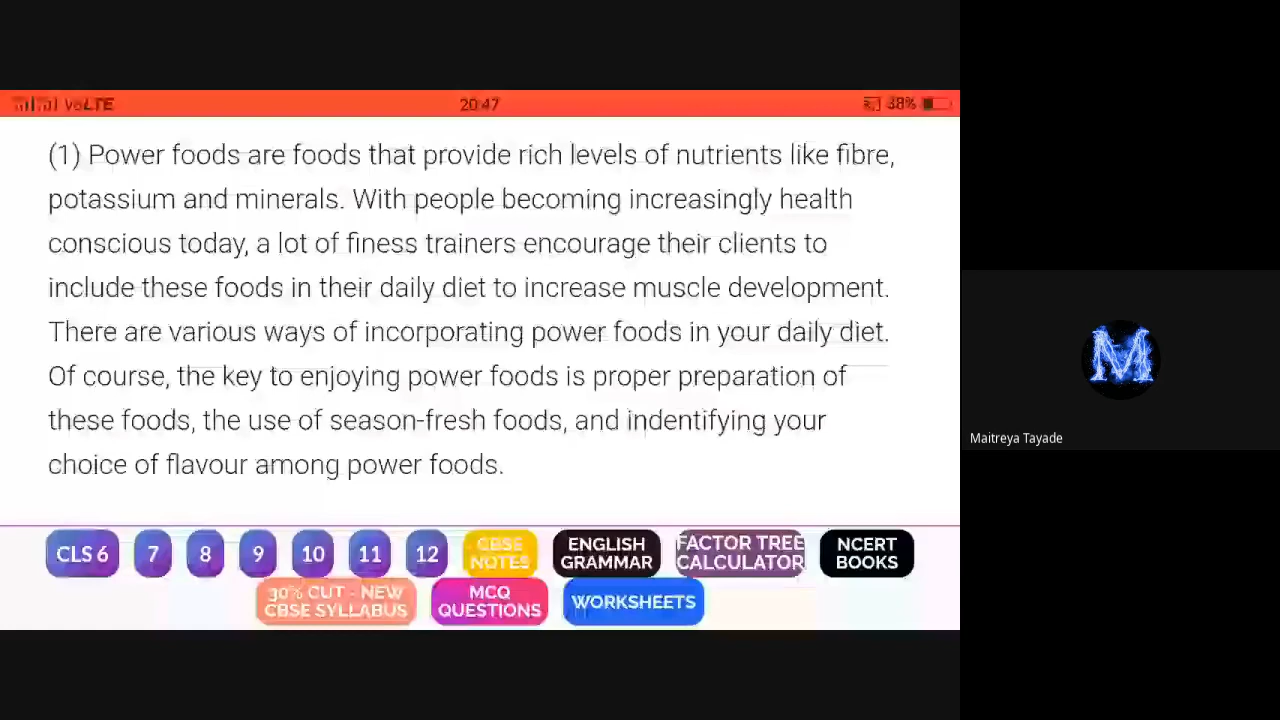 VoLTE 20:47 38%
(1) Power foods are foods that provide rich levels of nutrients like fibre,
potassium and minerals. With people becoming increasingly health
conscious today, a lot of finess trainers encourage their clients to
include these foods in their daily diet to increase muscle development.
There are various ways of incorporating power foods in your daily diet.
Of course, the key to enjoying power foods is proper preparation of
these foods, the use of season-fresh foods, and indentifying your
choice of flavour among power foods.
Maitreya Tayade
CLS 6 7 8 9 10 11 12 CBSE NOTES ENGLISH GRAMMAR FACTOR TREE CALCULATOR NCERT BOOKS
30% CUT - NEW CBSE SYLLABUS MCQ QUESTIONS WORKSHEETS